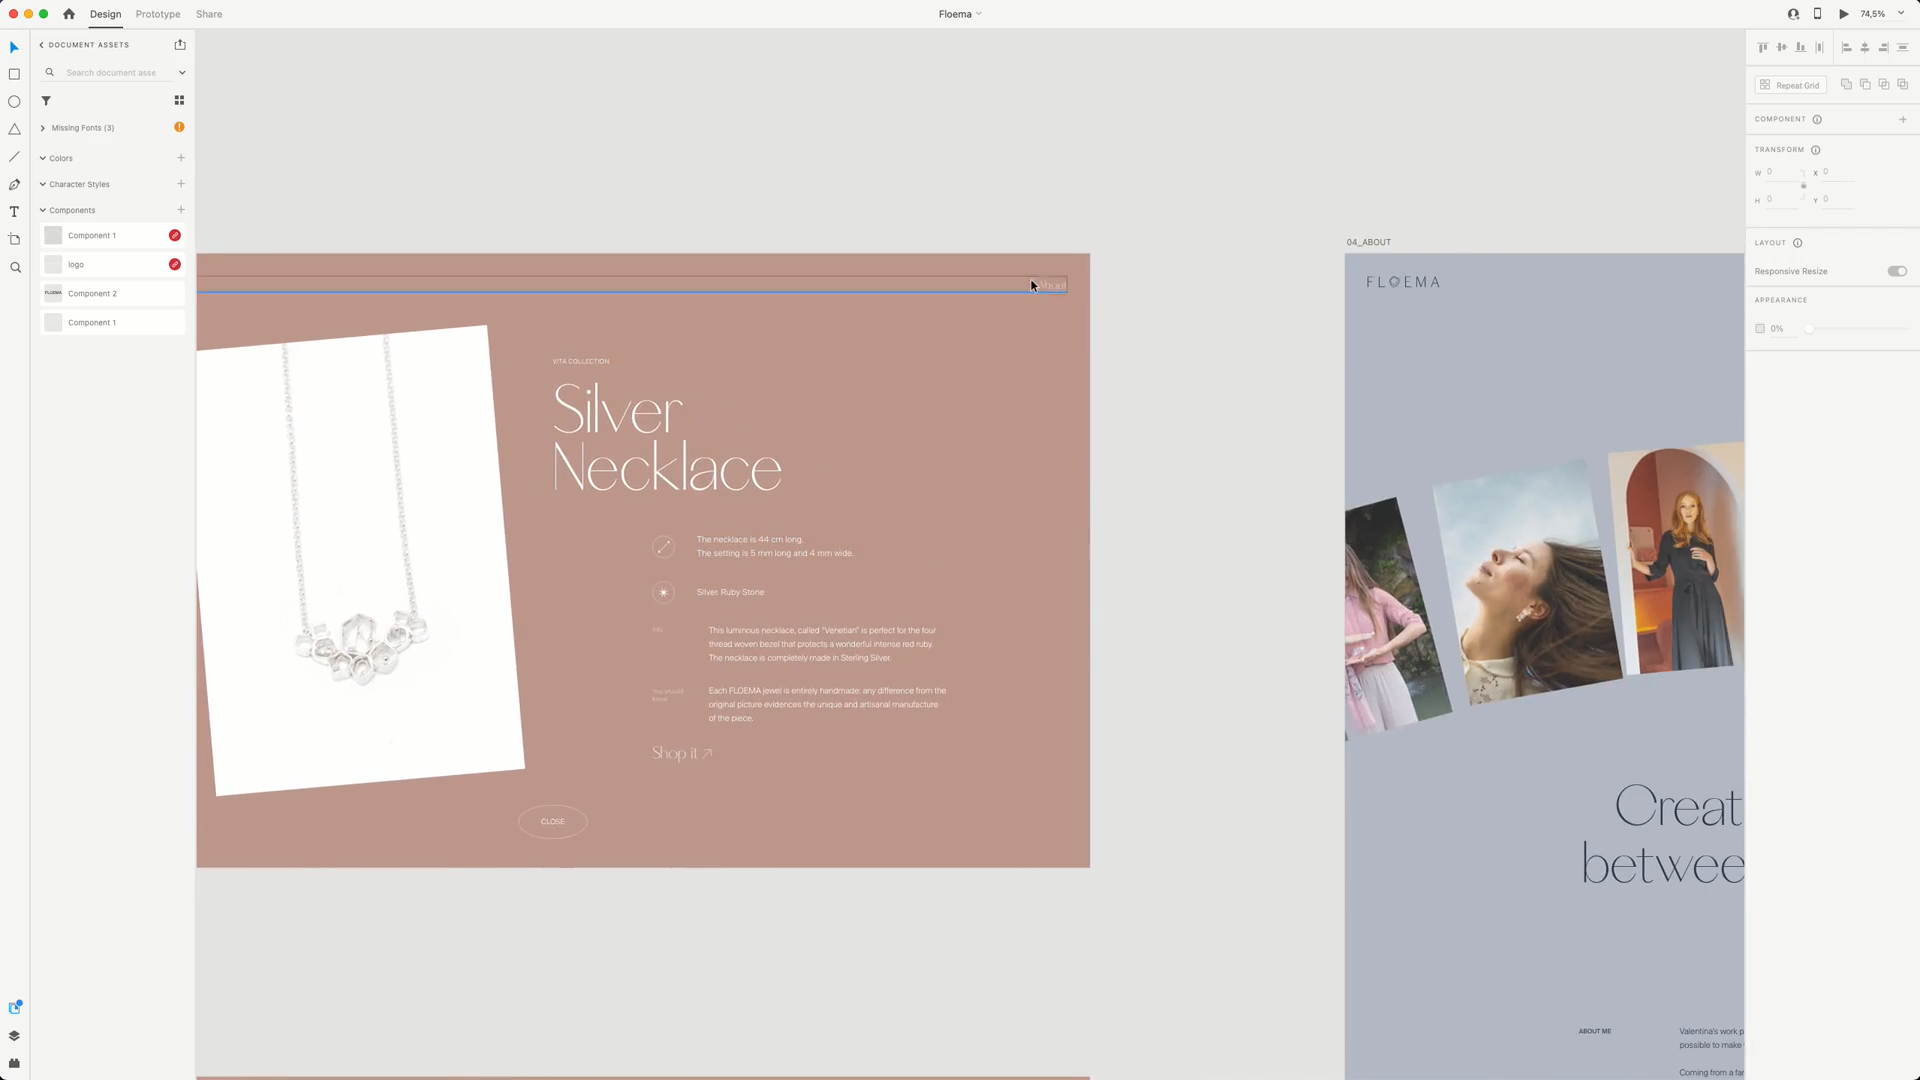 Design
Prototype
Share
Floema
74,5%
DOCUMENT ASSETS
Search document asse
Missing Fonts (3)
Colors
Character Styles
Components
Component 1
logo
FLOEMA
Component 2
Component 1
About
VITA COLLECTION
Silver
Necklace
The necklace is 44 cm long.
The setting is 5 mm long and 4 mm wide.
Silver, Ruby Stone
Info
This luminous necklace, called "Venetian" is perfect for the four
thread woven bezel that protects a wonderful intense red ruby.
The necklace is completely made in Sterling Silver.
You should
know
Each FLOEMA jewel is entirely handmade: any difference from the
original picture evidences the unique and artisanal manufacture
of the piece.
Shop it
CLOSE
04_ABOUT
FLOEMA
Creat
betwee
ABOUT ME
Valentina's work p
possible to make
Coming from a far
Repeat Grid
COMPONENT
TRANSFORM
W 0 X 0
H 0 Y 0
LAYOUT
Responsive Resize
APPEARANCE
0%